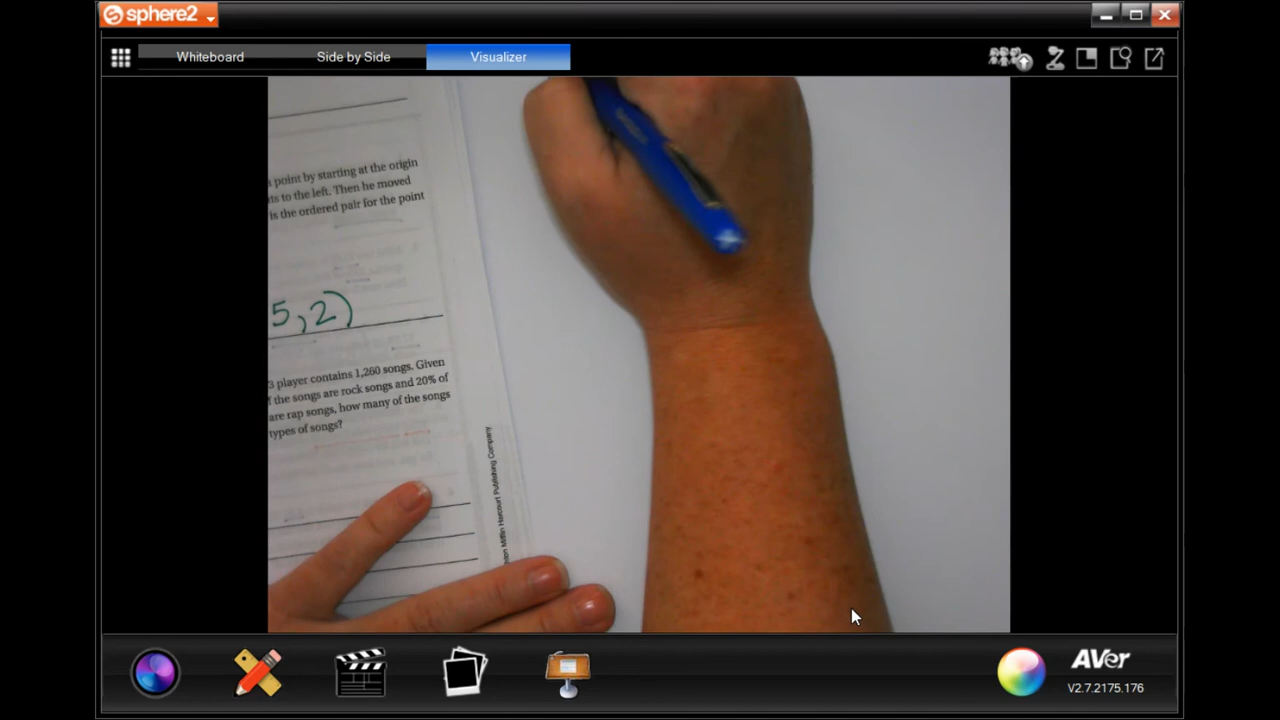 sphere2
Whiteboard Side by Side Visualizer
point by starting at the origin
ts to the left. Then he moved
is the ordered pair for the point
5,2)
3 player contains 1,260 songs. Given
f the songs are rock songs and 20% of
are rap songs, how many of the songs
types of songs?
Mifflin Harcourt Publishing Company
AVer
V2.7.2175.176